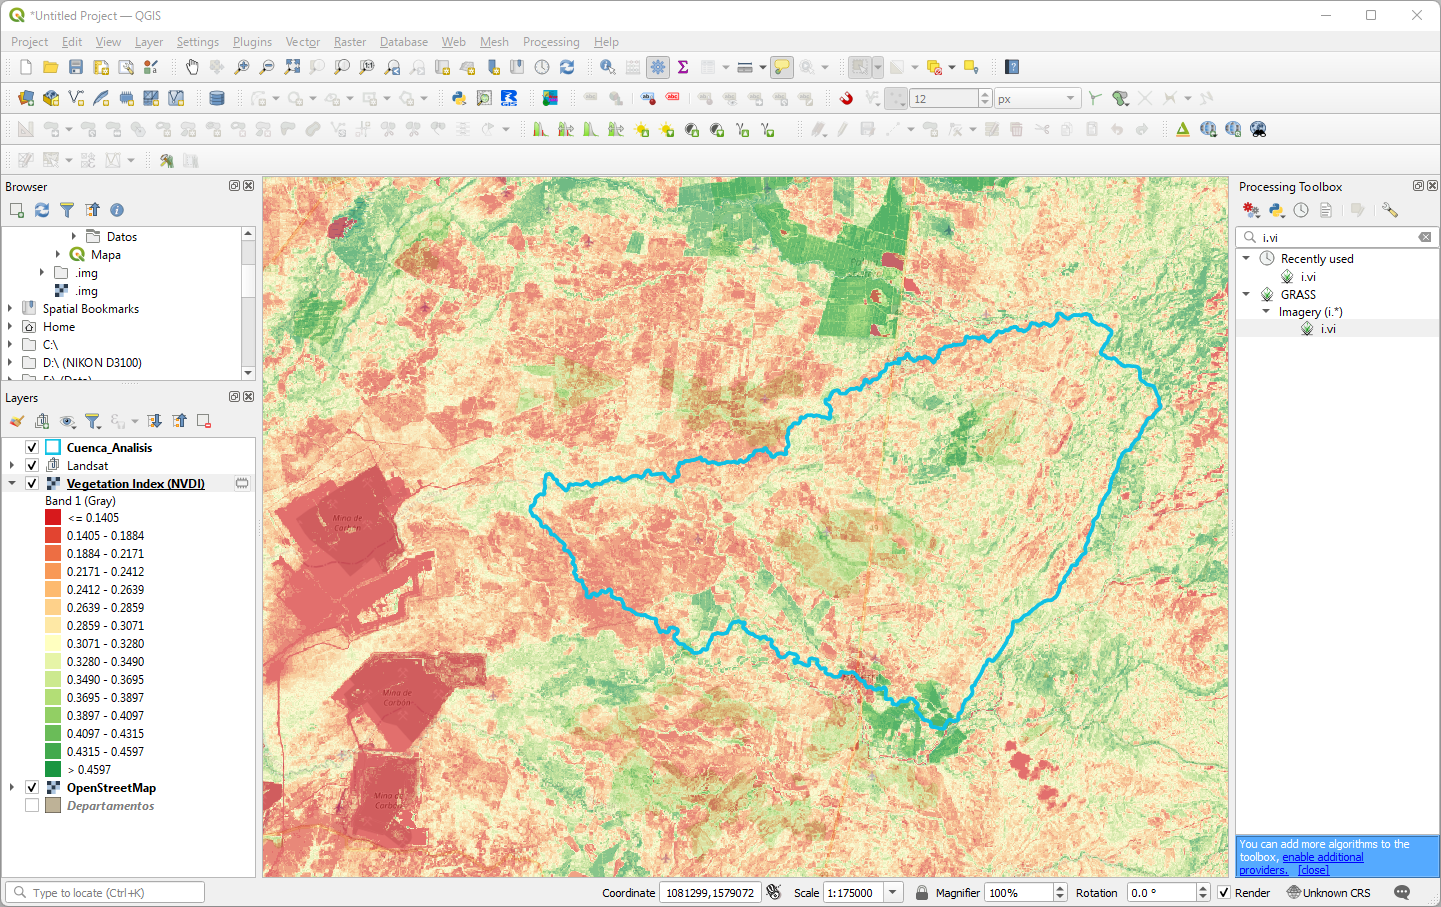 *Untitled Project — QGIS
Project Edit View Layer Settings Plugins Vector Raster Database Web Mesh Processing Help
12 px
Browser
Datos
Mapa
.img
.img
Spatial Bookmarks
Home
C:\
D:\ (NIKON D3100)
Layers
Cuenca_Analisis
Landsat
Vegetation Index (NVDI)
Band 1 (Gray)
<= 0.1405
0.1405 - 0.1884
0.1884 - 0.2171
0.2171 - 0.2412
0.2412 - 0.2639
0.2639 - 0.2859
0.2859 - 0.3071
0.3071 - 0.3280
0.3280 - 0.3490
0.3490 - 0.3695
0.3695 - 0.3897
0.3897 - 0.4097
0.4097 - 0.4315
0.4315 - 0.4597
> 0.4597
OpenStreetMap
Departamentos
Mina de
Carbón
Mina de
Carbón
Mina de
Carbón
Processing Toolbox
i.vi
Recently used
i.vi
GRASS
Imagery (i.*)
i.vi
You can add more algorithms to the
toolbox, enable additional
providers. [close]
Type to locate (Ctrl+K)
Coordinate 1081299,1579072 Scale 1:175000 Magnifier 100% Rotation 0.0 ° Render Unknown CRS